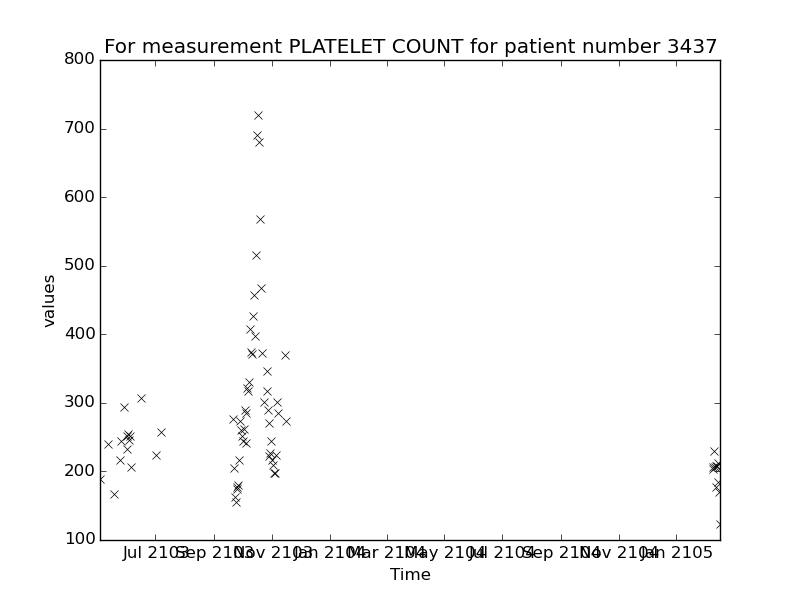 For measurement PLATELET COUNT for patient number 3437
800
700
600
500
400
300
200
100
values
Jul 2103 Sep 2103 Nov 2103 Jan 2104 Mar 2104 May 2104 Jul 2104 Sep 2104 Nov 2104 Jan 2105
Time